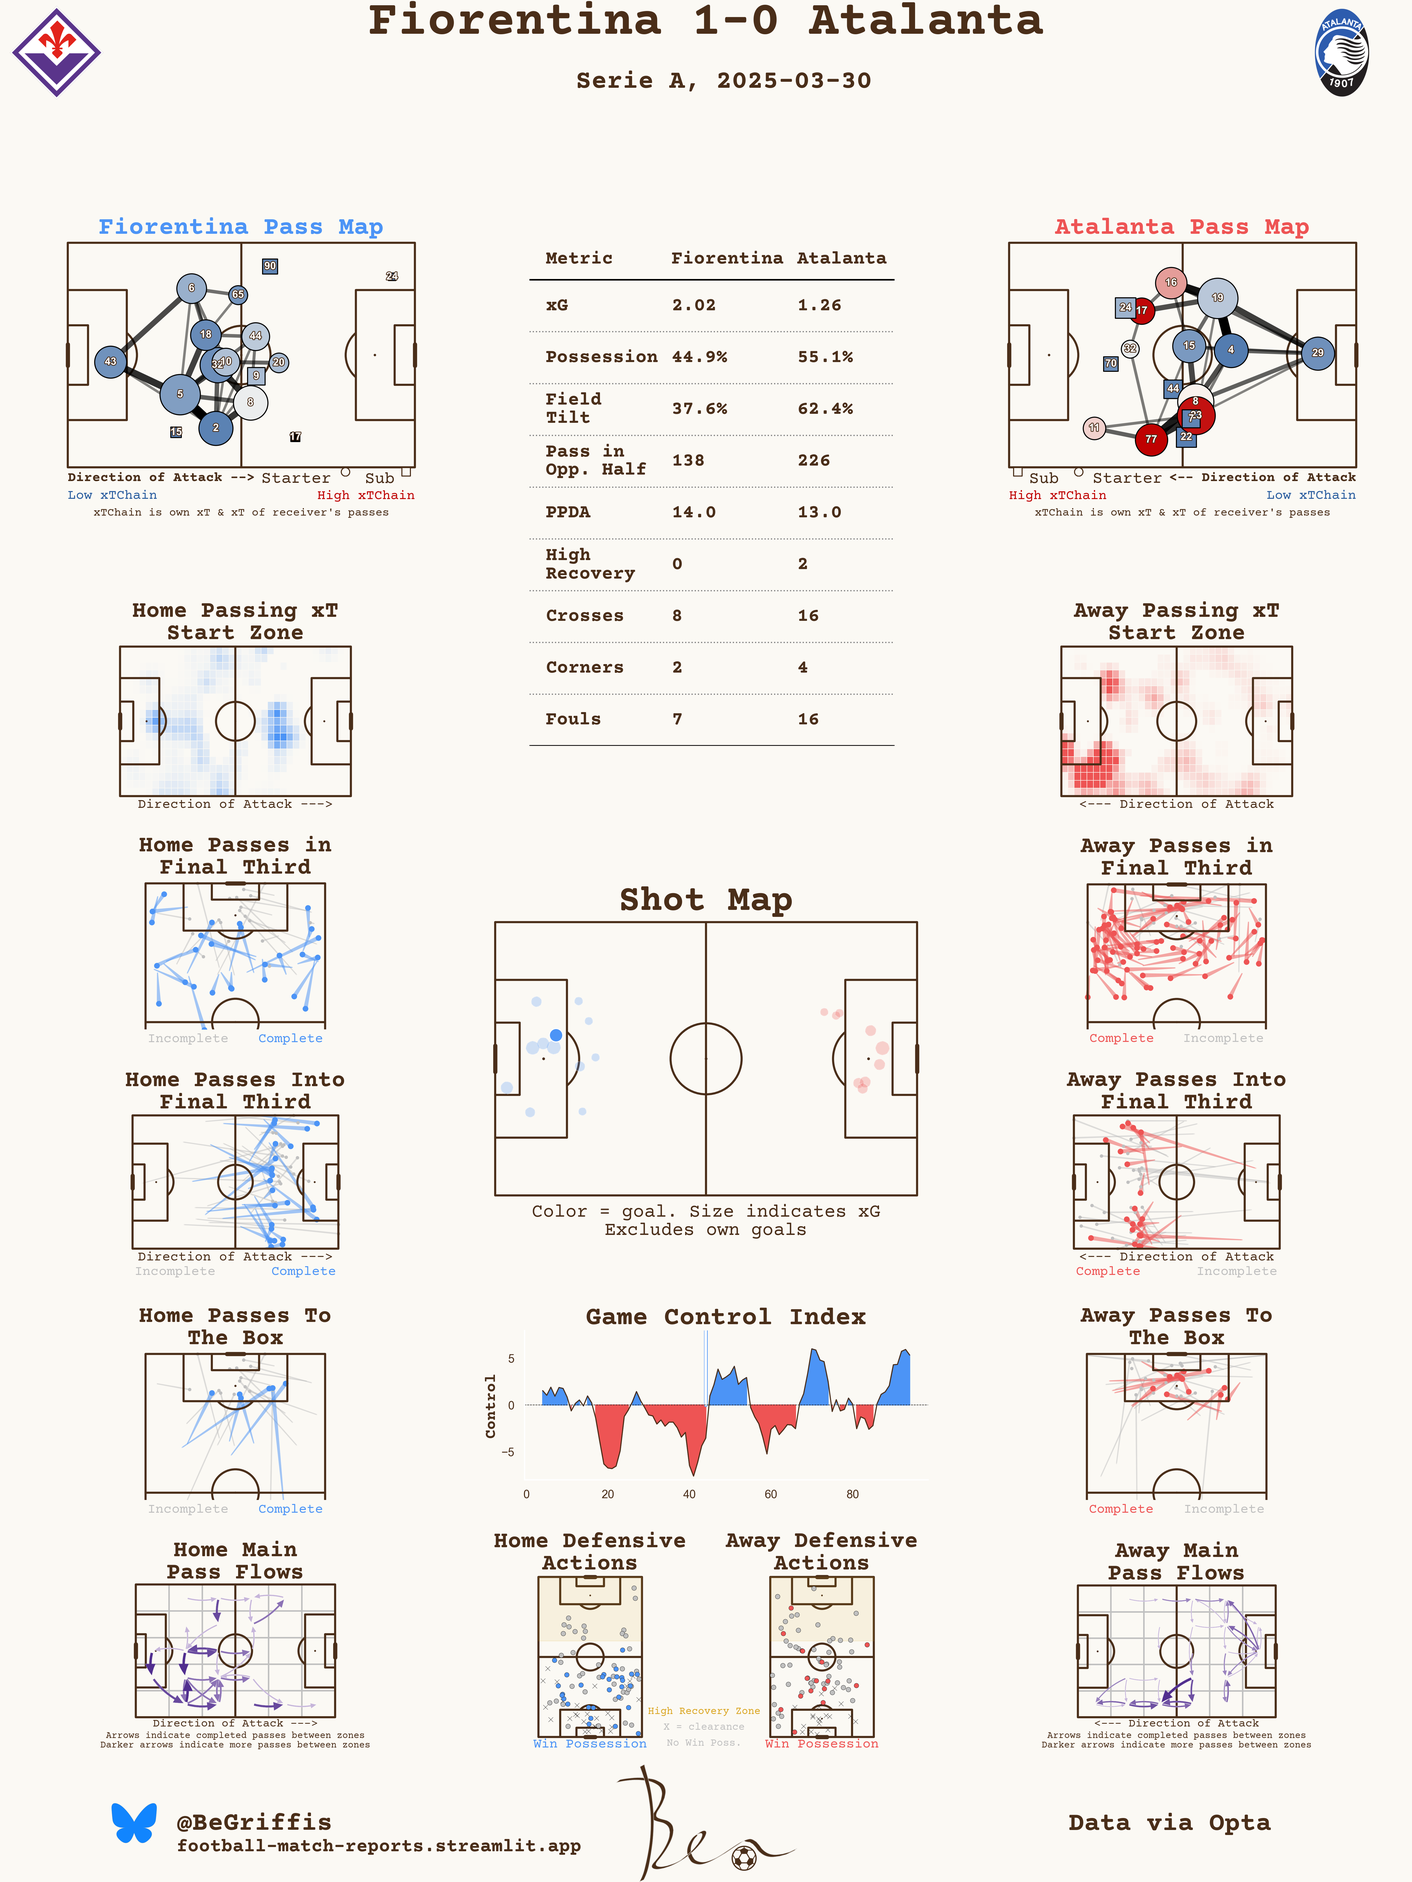 Fiorentina 1-0 Atalanta
Serie A, 2025-03-30
ATALANTA
1907
Fiorentina Pass Map
90
24
6
65
18
44
43
32
10
20
9
5
8
2
15
17
Direction of Attack --> Starter Sub
Low xTChain High xTChain
xTChain is own xT & xT of receiver's passes
Metric Fiorentina Atalanta
xG 2.02 1.26
Possession 44.9% 55.1%
Field
Tilt 37.6% 62.4%
Pass in
Opp. Half 138 226
PPDA 14.0 13.0
High
Recovery 0 2
Crosses 8 16
Corners 2 4
Fouls 7 16
Atalanta Pass Map
16
19
24
17
32
15
4
29
70
44
8
7
11
77
22
Sub Starter <-- Direction of Attack
High xTChain Low xTChain
xTChain is own xT & xT of receiver's passes
Home Passing xT
Start Zone
Direction of Attack --->
Away Passing xT
Start Zone
<--- Direction of Attack
Home Passes in
Final Third
Incomplete Complete
Away Passes in
Final Third
Complete Incomplete
Shot Map
Color = goal. Size indicates xG
Excludes own goals
Home Passes Into
Final Third
Direction of Attack --->
Incomplete Complete
Away Passes Into
Final Third
<--- Direction of Attack
Complete Incomplete
Home Passes To
The Box
Incomplete Complete
Game Control Index
Control
5
0
−5
0 20 40 60 80
Away Passes To
The Box
Complete Incomplete
Home Main
Pass Flows
Direction of Attack --->
Arrows indicate completed passes between zones
Darker arrows indicate more passes between zones
Home Defensive
Actions
Win Possession
High Recovery Zone
X = clearance
No Win Poss.
Away Defensive
Actions
Win Possession
Away Main
Pass Flows
<--- Direction of Attack
Arrows indicate completed passes between zones
Darker arrows indicate more passes between zones
@BeGriffis
football-match-reports.streamlit.app
Ben
Data via Opta